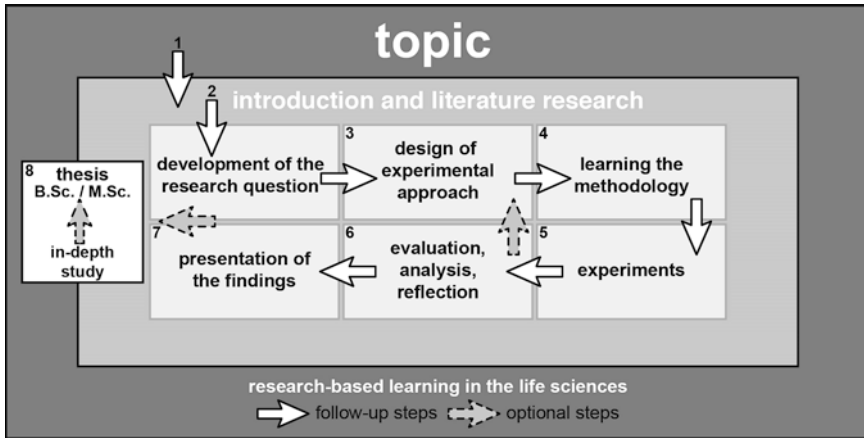 topic
1
introduction and literature research
2
development of the
research question
3
design of
experimental
approach
4
learning the
methodology
8
thesis
B.Sc. / M.Sc.
in-depth
study
7
presentation of
the findings
6
evaluation,
analysis,
reflection
5
experiments
research-based learning in the life sciences
follow-up steps
optional steps